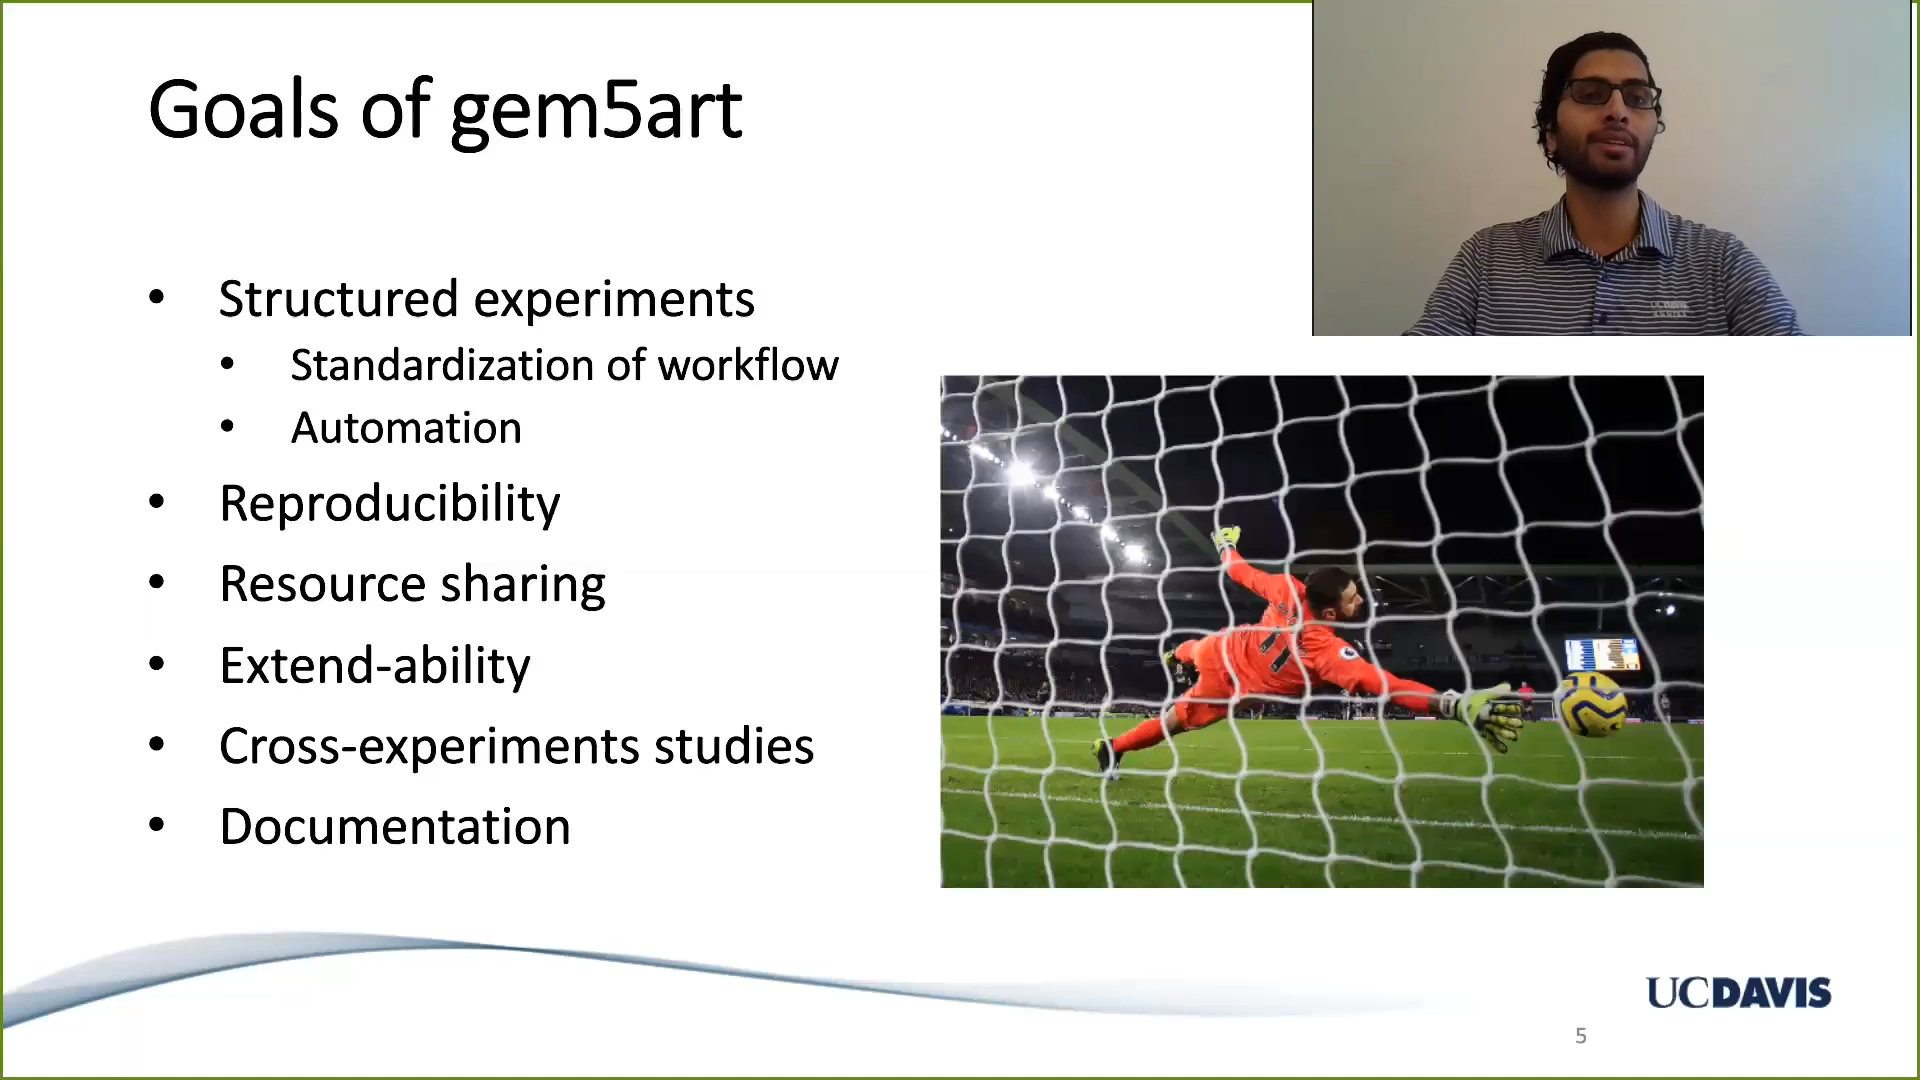 Goals of gem5art
• Structured experiments
• Standardization of workflow
• Automation
• Reproducibility
• Resource sharing
• Extend-ability
• Cross-experiments studies
• Documentation
UCDAVIS
5